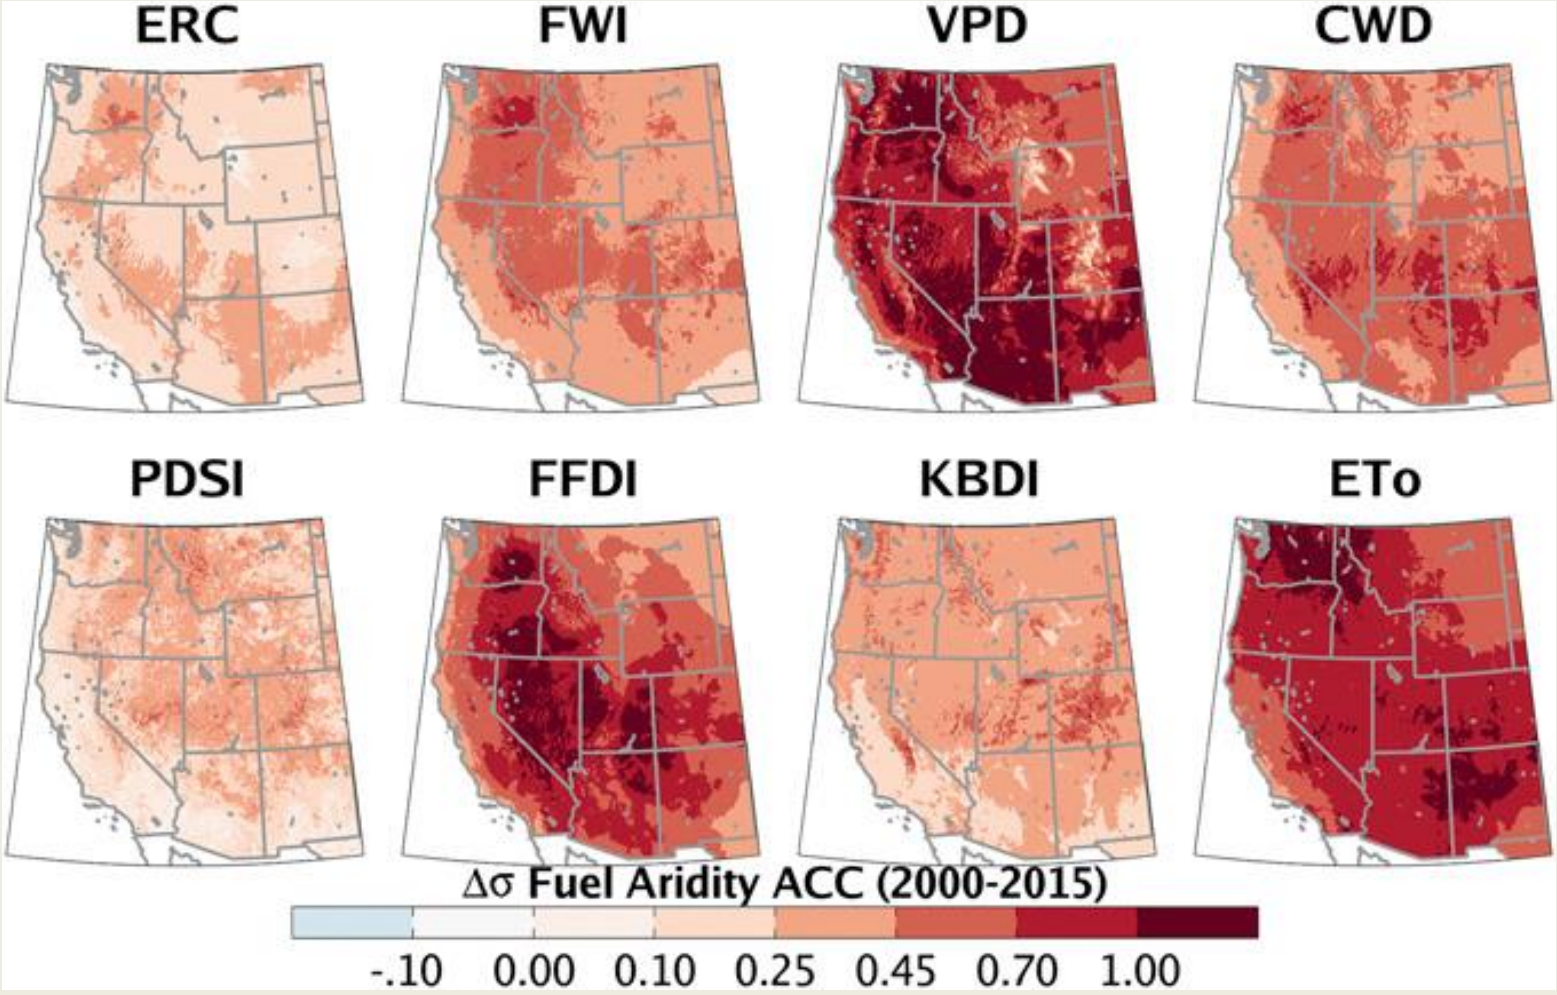 ERC FWI VPD CWD
PDSI FFDI KBDI ETo
Δσ Fuel Aridity ACC (2000-2015)
-.10 0.00 0.10 0.25 0.45 0.70 1.00